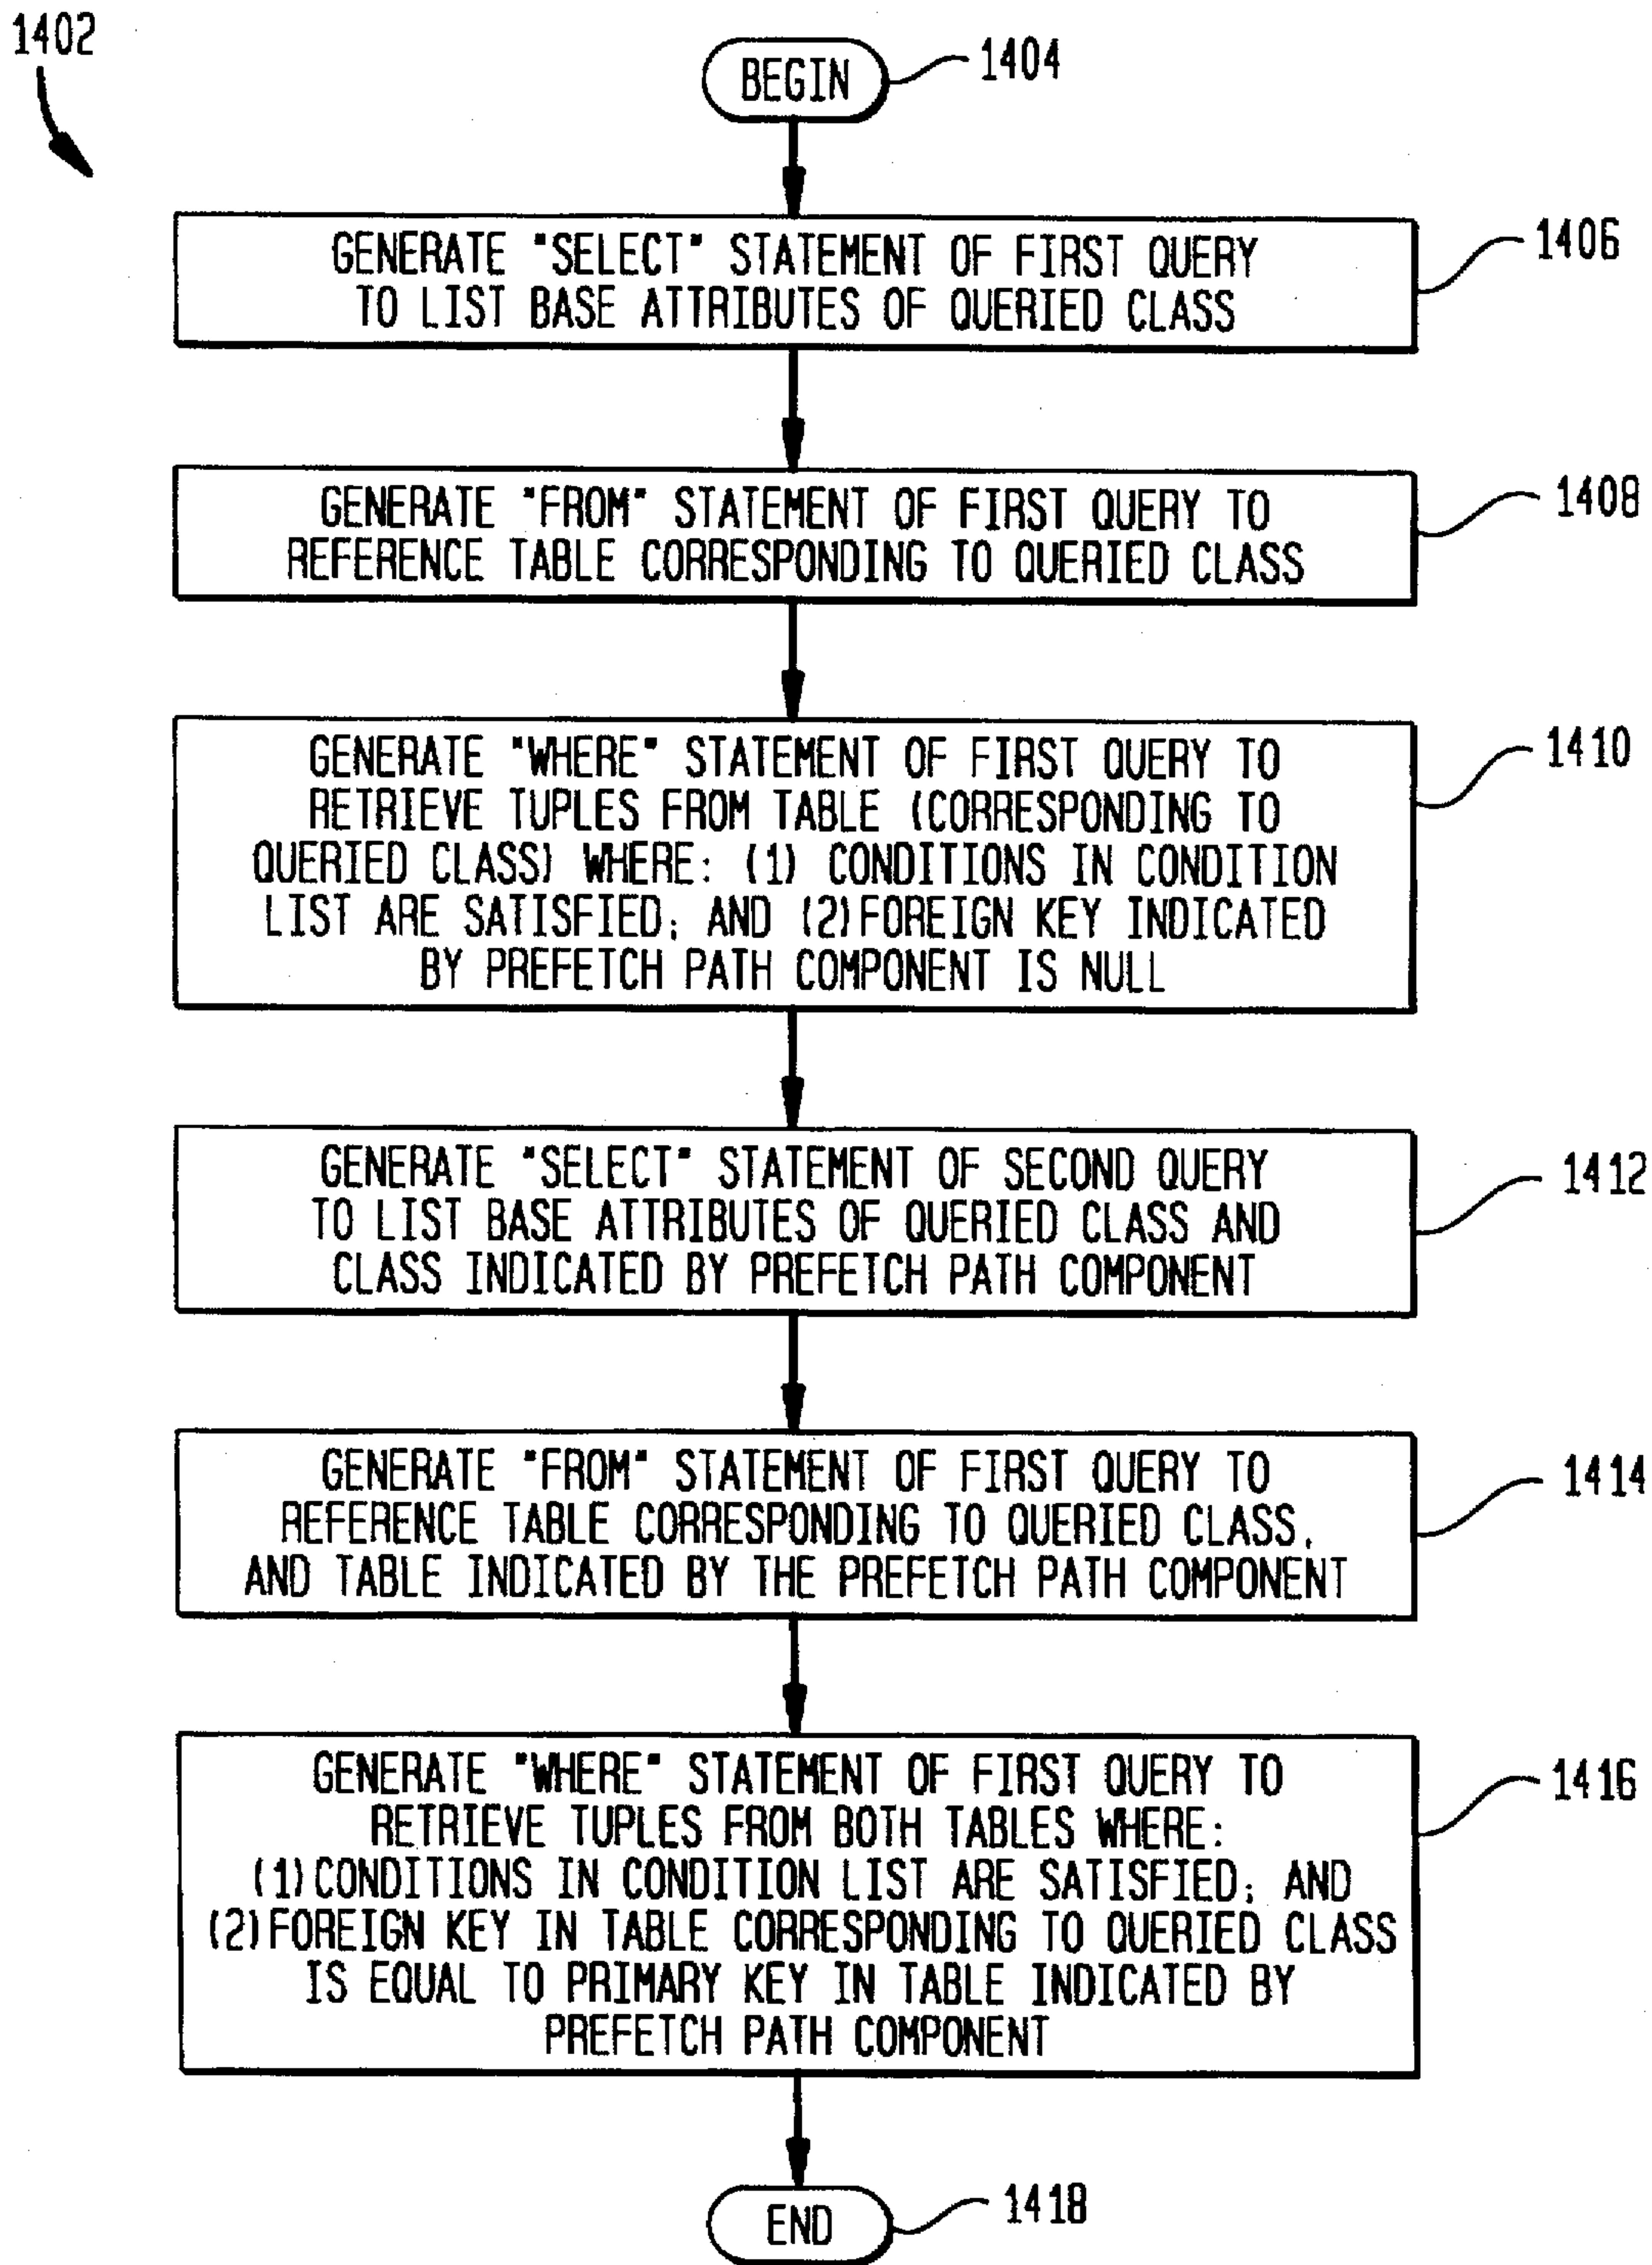 1402
BEGIN
1404
GENERATE "SELECT" STATEMENT OF FIRST QUERY
TO LIST BASE ATTRIBUTES OF QUERIED CLASS
1406
GENERATE "FROM" STATEMENT OF FIRST QUERY TO
REFERENCE TABLE CORRESPONDING TO QUERIED CLASS
1408
GENERATE "WHERE" STATEMENT OF FIRST QUERY TO
RETRIEVE TUPLES FROM TABLE (CORRESPONDING TO
QUERIED CLASS) WHERE: (1) CONDITIONS IN CONDITION
LIST ARE SATISFIED; AND (2) FOREIGN KEY INDICATED
BY PREFETCH PATH COMPONENT IS NULL
1410
GENERATE "SELECT" STATEMENT OF SECOND QUERY
TO LIST BASE ATTRIBUTES OF QUERIED CLASS AND
CLASS INDICATED BY PREFETCH PATH COMPONENT
1412
GENERATE "FROM" STATEMENT OF FIRST QUERY TO
REFERENCE TABLE CORRESPONDING TO QUERIED CLASS,
AND TABLE INDICATED BY THE PREFETCH PATH COMPONENT
1414
GENERATE "WHERE" STATEMENT OF FIRST QUERY TO
RETRIEVE TUPLES FROM BOTH TABLES WHERE:
(1) CONDITIONS IN CONDITION LIST ARE SATISFIED; AND
(2) FOREIGN KEY IN TABLE CORRESPONDING TO QUERIED CLASS
IS EQUAL TO PRIMARY KEY IN TABLE INDICATED BY
PREFETCH PATH COMPONENT
1416
END
1418